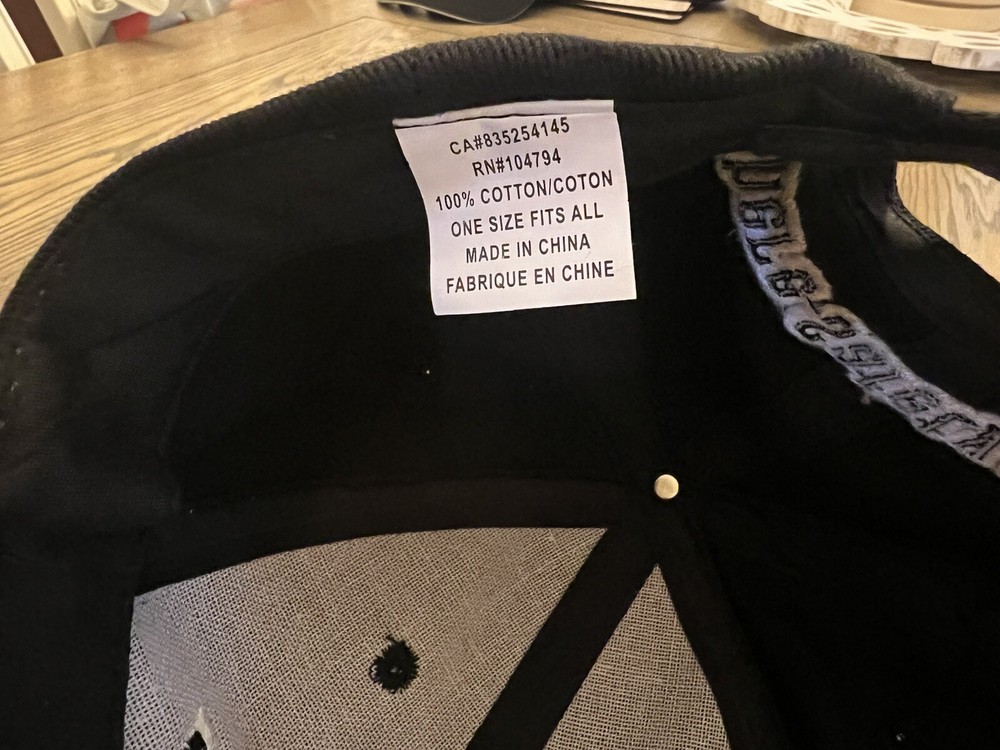 CA#835254145
RN#104794
100% COTTON/COTON
ONE SIZE FITS ALL
MADE IN CHINA
FABRIQUE EN CHINE